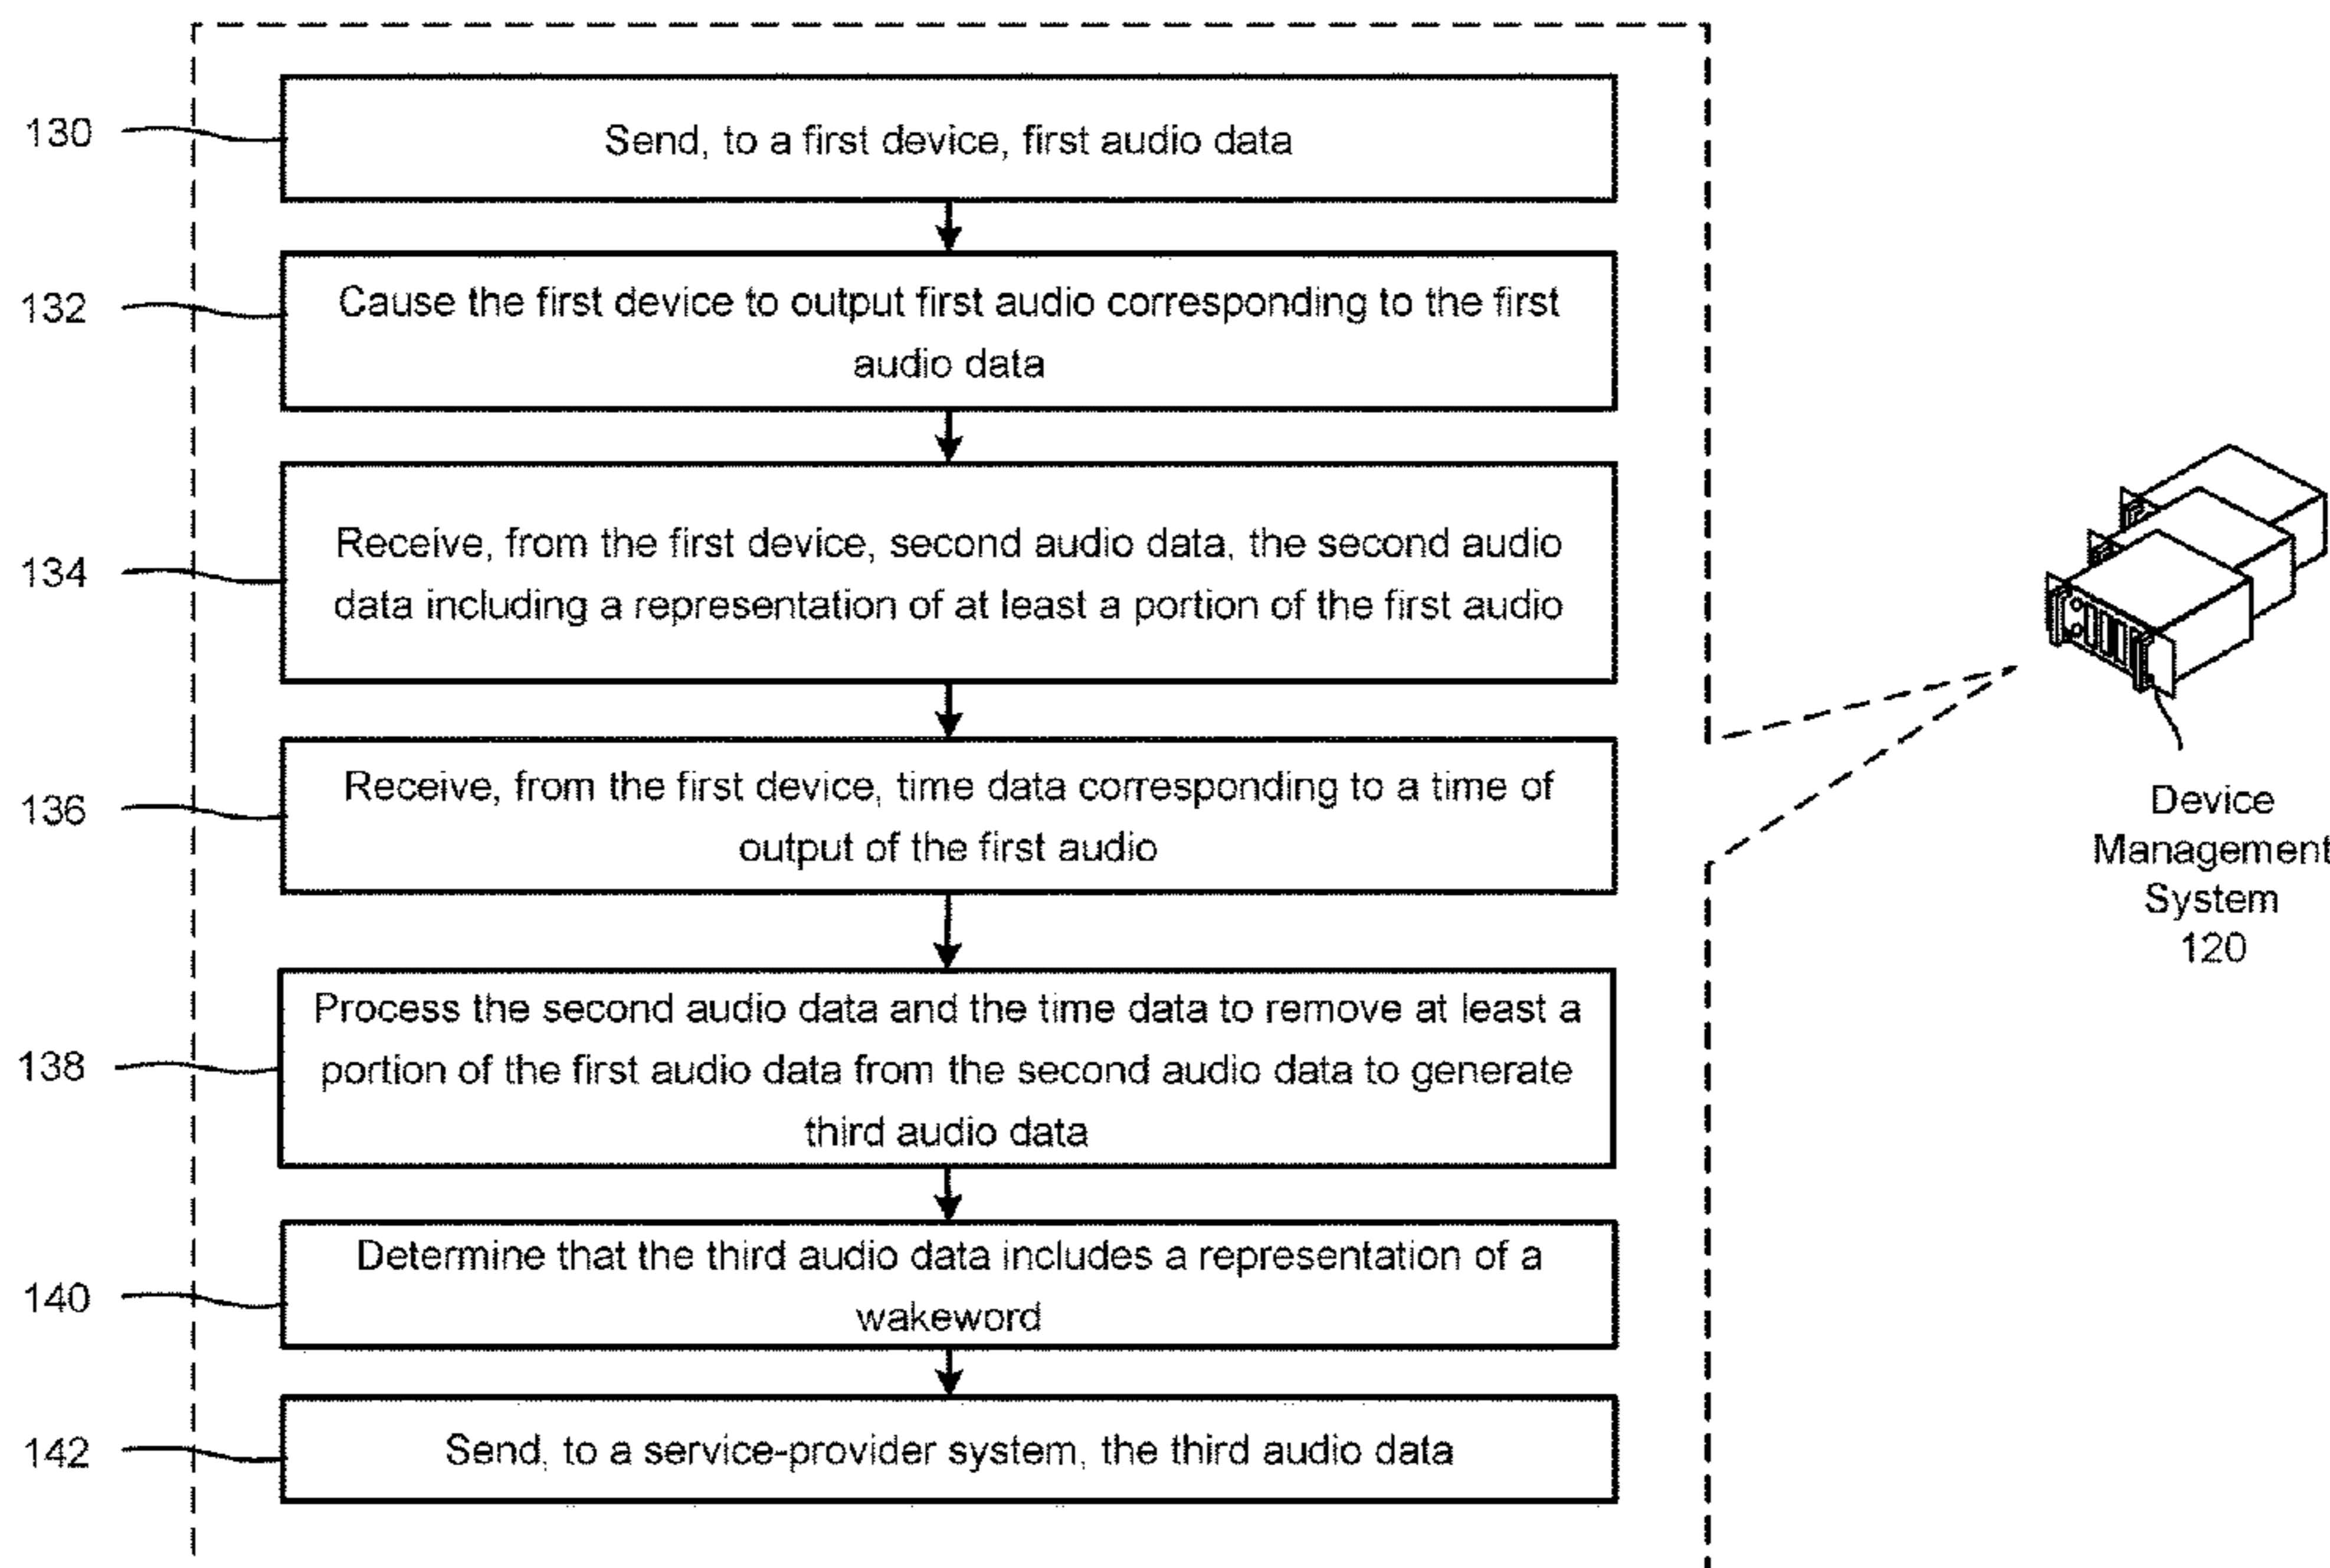 130
Send, to a first device, first audio data
132
Cause the first device to output first audio corresponding to the first
audio data
134
Receive, from the first device, second audio data, the second audio
data including a representation of at least a portion of the first audio
136
Receive, from the first device, time data corresponding to a time of
output of the first audio
138
Process the second audio data and the time data to remove at least a
portion of the first audio data from the second audio data to generate
third audio data
140
Determine that the third audio data includes a representation of a
wakeword
142
Send, to a service-provider system, the third audio data
Device
Management
System
120